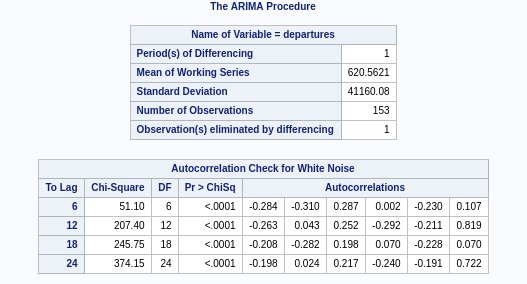 The ARIMA Procedure
Name of Variable = departures
Period(s) of Differencing 1
Mean of Working Series 620.5621
Standard Deviation 41160.08
Number of Observations 153
Observation(s) eliminated by differencing 1
Autocorrelation Check for White Noise
To Lag Chi-Square DF Pr > ChiSq Autocorrelations
6 51.10 6 <.0001 -0.284 -0.310 0.287 0.002 -0.230 0.107
12 207.40 12 <.0001 -0.263 0.043 0.252 -0.292 -0.211 0.819
18 245.75 18 <.0001 -0.208 -0.282 0.198 0.070 -0.228 0.070
24 374.15 24 <.0001 -0.198 0.024 0.217 -0.240 -0.191 0.722